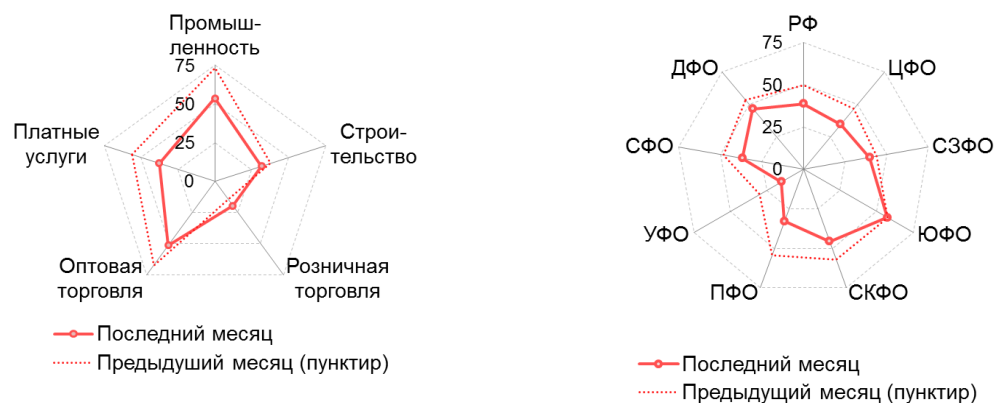 Промыш-
ленность
75
50
25
0
Строи-
тельство
Розничная
торговля
Оптовая
торговля
Платные
услуги
Последний месяц
Предыдуший месяц (пунктир)
РФ
75
50
25
0
ЦФО
СЗФО
ЮФО
СКФО
ПФО
УФО
СФО
ДФО
Последний месяц
Предыдущий месяц (пунктир)